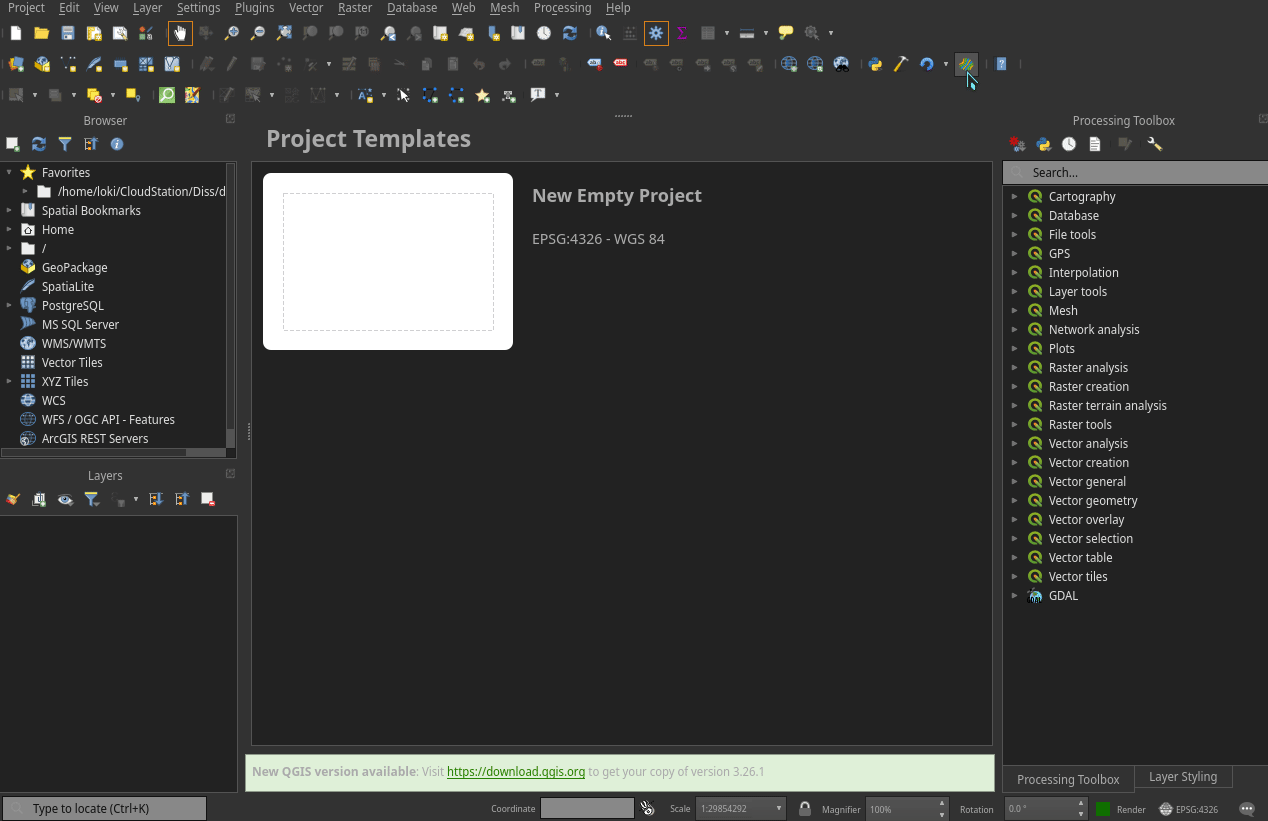 Project Edit View Layer Settings Plugins Vector Raster Database Web Mesh Processing Help
Browser
Favorites
/home/loki/CloudStation/Diss/d
Spatial Bookmarks
Home
/
GeoPackage
SpatiaLite
PostgreSQL
MS SQL Server
WMS/WMTS
Vector Tiles
XYZ Tiles
WCS
WFS / OGC API - Features
ArcGIS REST Servers
Layers
Project Templates
New Empty Project
EPSG:4326 - WGS 84
New QGIS version available: Visit https://download.qgis.org to get your copy of version 3.26.1
Processing Toolbox
Search...
Cartography
Database
File tools
GPS
Interpolation
Layer tools
Mesh
Network analysis
Plots
Raster analysis
Raster creation
Raster terrain analysis
Raster tools
Vector analysis
Vector creation
Vector general
Vector geometry
Vector overlay
Vector selection
Vector table
Vector tiles
GDAL
Processing Toolbox Layer Styling
Type to locate (Ctrl+K) Coordinate Scale 1:29854292 Magnifier 100% Rotation 0.0 ° Render EPSG:4326